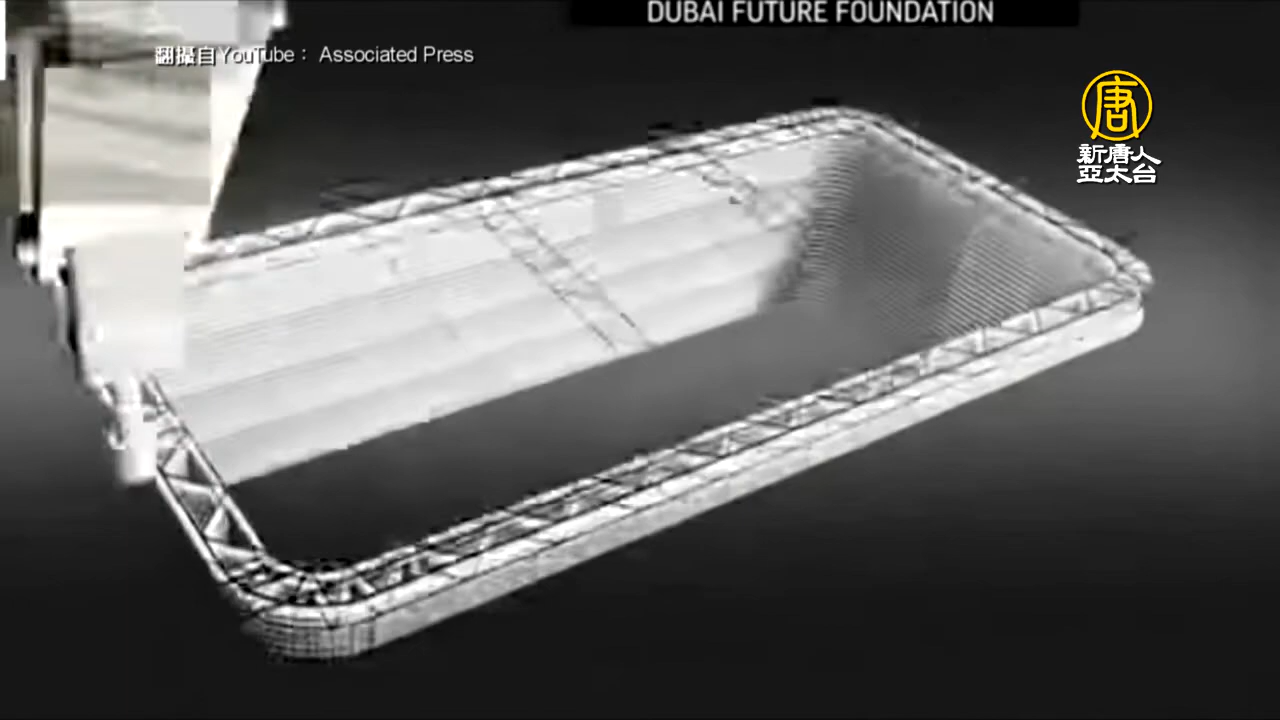 DUBAI FUTURE FOUNDATION
翻攝自YouTube： Associated Press
唐
新唐人
亞太台